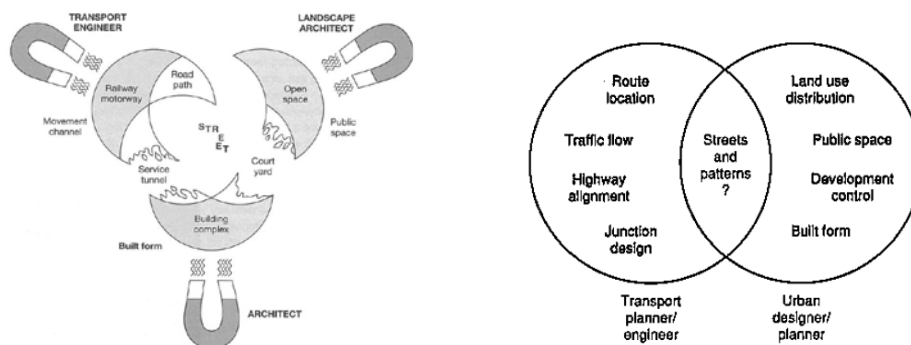 TRANSPORT
ENGINEER
LANDSCAPE
ARCHITECT
Road
path
Railway
motorway
Open
space
Movement
channel
STREET
Public
space
Service
tunnel
Court
yard
Building
complex
Built form
ARCHITECT
Route
location
Land use
distribution
Traffic flow
Streets
and
patterns
?
Public space
Highway
alignment
Development
control
Junction
design
Built form
Transport
planner/
engineer
Urban
designer/
planner